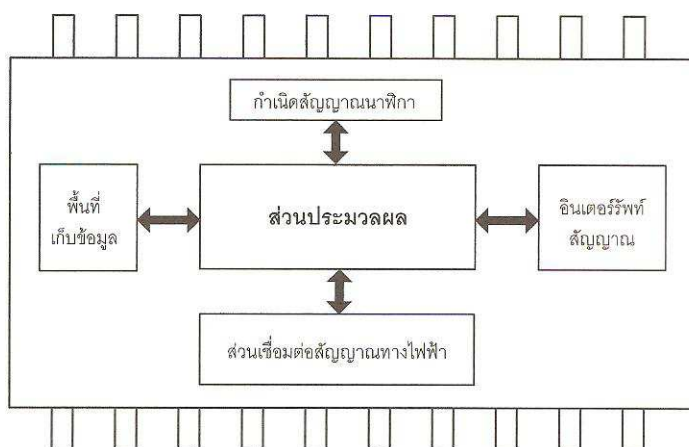 กำเนิดสัญญาณนาฬิกา
พื้นที่
เก็บข้อมูล
ส่วนประมวลผล
อินเตอร์รัพท์
สัญญาณ
ส่วนเชื่อมต่อสัญญาณทางไฟฟ้า